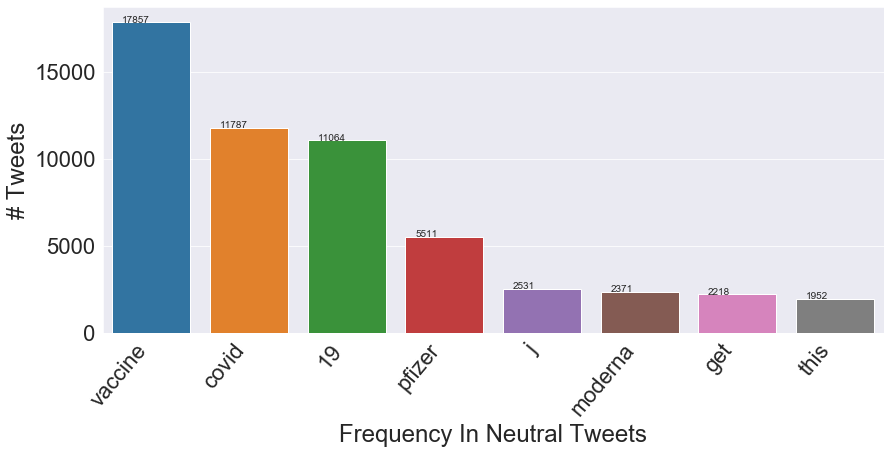 17857
11787
11064
5511
2531
2371
2218
1952
15000
10000
5000
0
# Tweets
vaccine
covid
19
pfizer
j
moderna
get
this
Frequency In Neutral Tweets